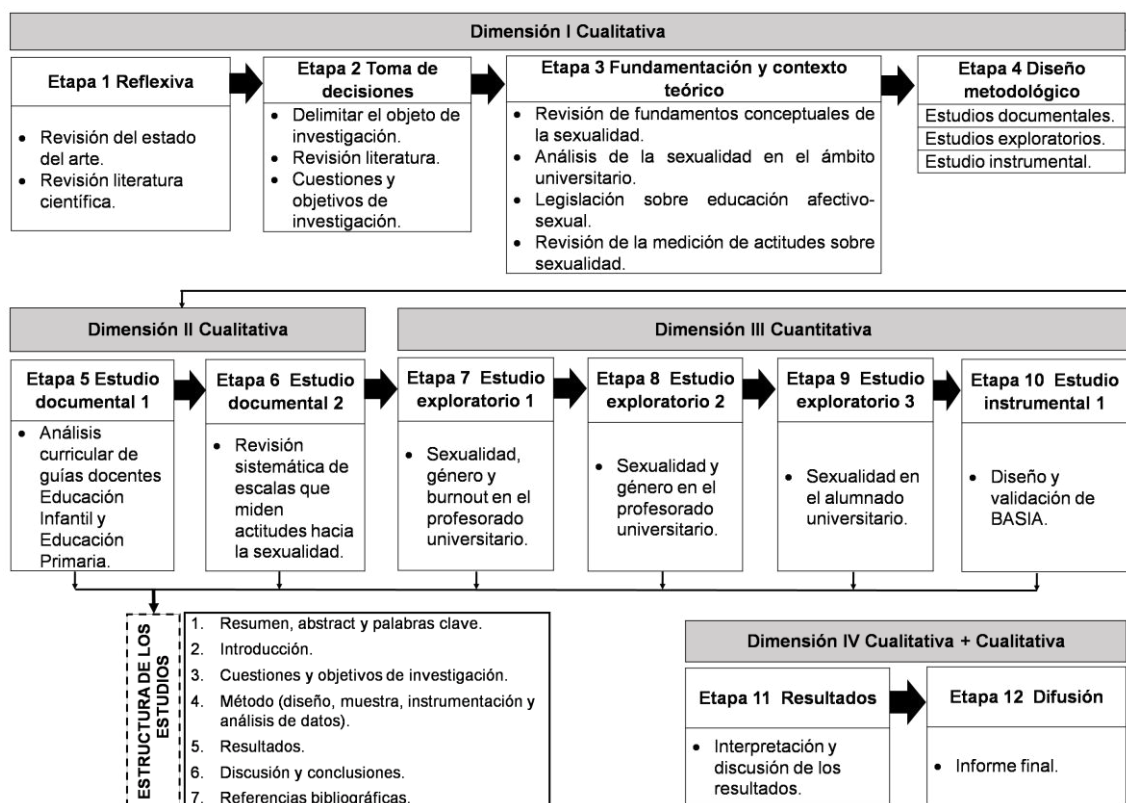 Dimensión I Cualitativa
Etapa 1 Reflexiva
• Revisión del estado
del arte.
• Revisión literatura
científica.
Etapa 2 Toma de
decisiones
• Delimitar el objeto de
investigación.
• Revisión literatura.
• Cuestiones y
objetivos de
investigación.
Etapa 3 Fundamentación y contexto
teórico
• Revisión de fundamentos conceptuales de
la sexualidad.
• Análisis de la sexualidad en el ámbito
universitario.
• Legislación sobre educación afectivo-
sexual.
• Revisión de la medición de actitudes sobre
sexualidad.
Etapa 4 Diseño
metodológico
Estudios documentales.
Estudios exploratorios.
Estudio instrumental.
Dimensión II Cualitativa
Dimensión III Cuantitativa
Etapa 5 Estudio
documental 1
• Análisis
curricular de
guías docentes
Educación
Infantil y
Educación
Primaria.
Etapa 6 Estudio
documental 2
• Revisión
sistemática de
escalas que
miden
actitudes hacia
la sexualidad.
Etapa 7 Estudio
exploratorio 1
• Sexualidad,
género y
burnout en el
profesorado
universitario.
Etapa 8 Estudio
exploratorio 2
• Sexualidad y
género en el
profesorado
universitario.
Etapa 9 Estudio
exploratorio 3
• Sexualidad en
el alumnado
universitario.
Etapa 10 Estudio
instrumental 1
• Diseño y
validación de
BASIA.
ESTRUCTURA DE LOS
ESTUDIOS
1. Resumen, abstract y palabras clave.
2. Introducción.
3. Cuestiones y objetivos de investigación.
4. Método (diseño, muestra, instrumentación y
análisis de datos).
5. Resultados.
6. Discusión y conclusiones.
7. Referencias bibliográficas.
Dimensión IV Cualitativa + Cualitativa
Etapa 11 Resultados
• Interpretación y
discusión de los
resultados.
Etapa 12 Difusión
• Informe final.